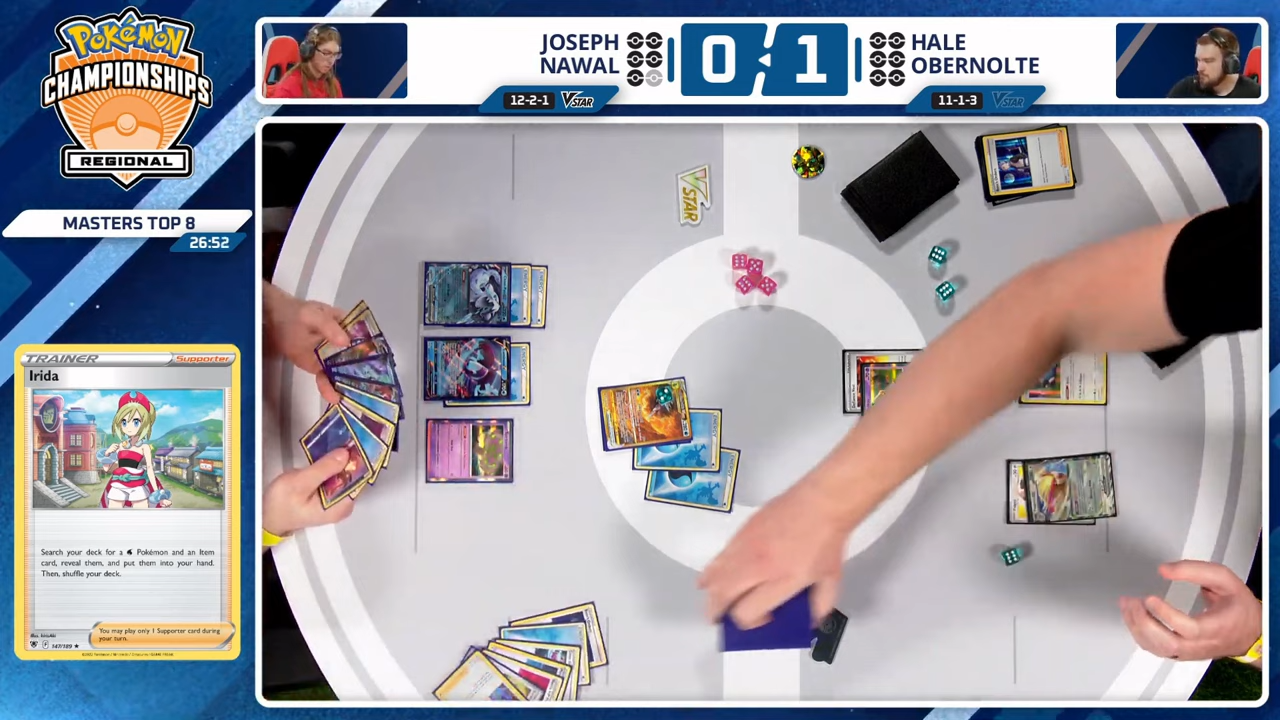 Pokémon
CHAMPIONSHIPS
REGIONAL
MASTERS TOP 8
26:52
JOSEPH
NAWAL
0
1
HALE
OBERNOLTE
12-2-1
VSTAR
11-1-3
VSTAR
VSTAR
TRAINER
Supporter
Irida
Search your deck for a Pokémon and an Item
card, reveal them, and put them into your hand.
Then, shuffle your deck.
You may play only 1 Supporter card during
your turn.
147/189